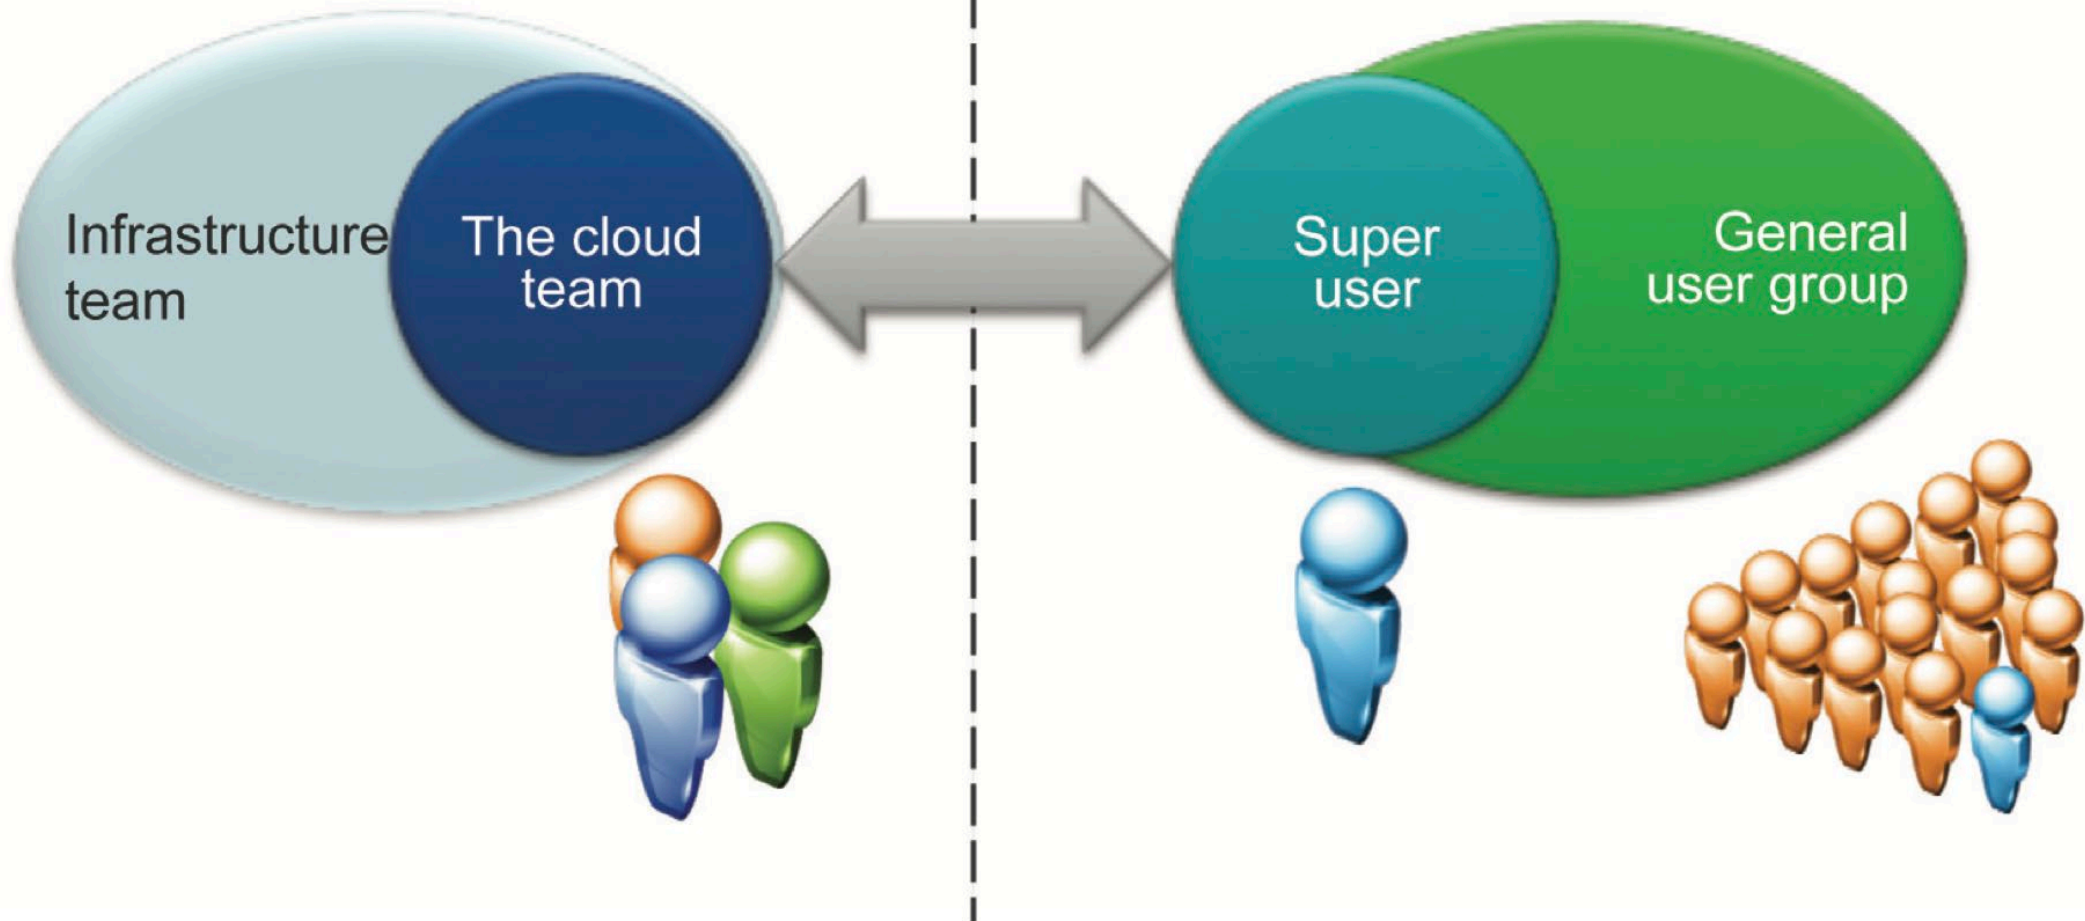 Infrastructure
team
The cloud
team
Super
user
General
user group